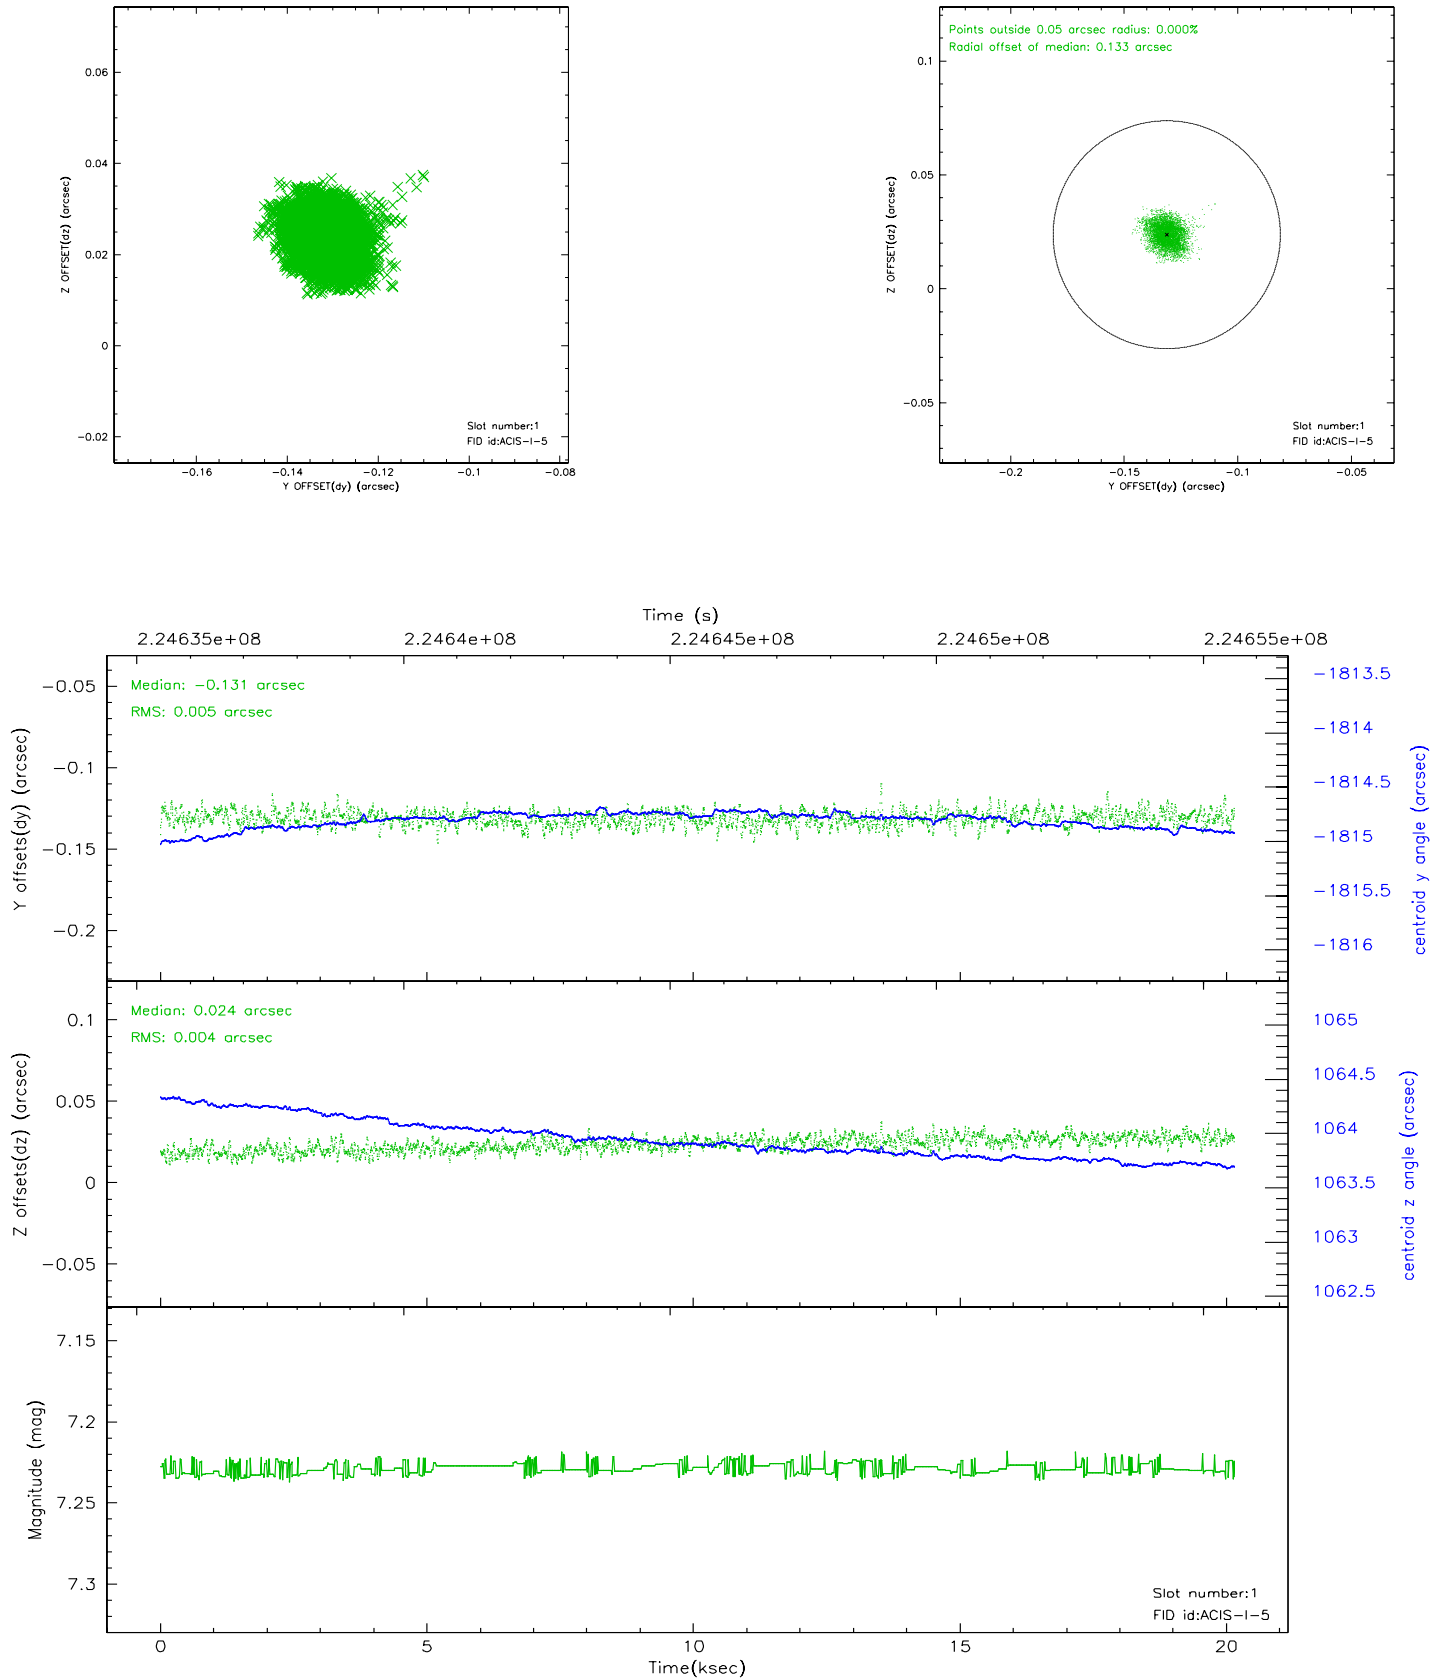 0.06
0.04
0.02
0
−0.02
Z OFFSET(dz) (arcsec)
−0.16
−0.14
−0.12
−0.1
−0.08
Y OFFSET(dy) (arcsec)
Slot number:1
FID id:ACIS−I−5
Points outside 0.05 arcsec radius: 0.000%
Radial offset of median: 0.133 arcsec
0.1
0.05
0
−0.05
Z OFFSET(dz) (arcsec)
−0.2
−0.15
−0.1
−0.05
Y OFFSET(dy) (arcsec)
Slot number:1
FID id:ACIS−I−5
Time (s)
2.24635e+08
2.2464e+08
2.24645e+08
2.2465e+08
2.24655e+08
Median: −0.131 arcsec
RMS: 0.005 arcsec
−0.05
−0.1
−0.15
−0.2
Y offsets(dy) (arcsec)
−1813.5
−1814
−1814.5
−1815
−1815.5
−1816
centroid y angle (arcsec)
Median: 0.024 arcsec
RMS: 0.004 arcsec
0.1
0.05
0
−0.05
Z offsets(dz) (arcsec)
1065
1064.5
1064
1063.5
1063
1062.5
centroid z angle (arcsec)
7.15
7.2
7.25
7.3
Magnitude (mag)
Slot number:1
FID id:ACIS−I−5
0
5
10
15
20
Time(ksec)